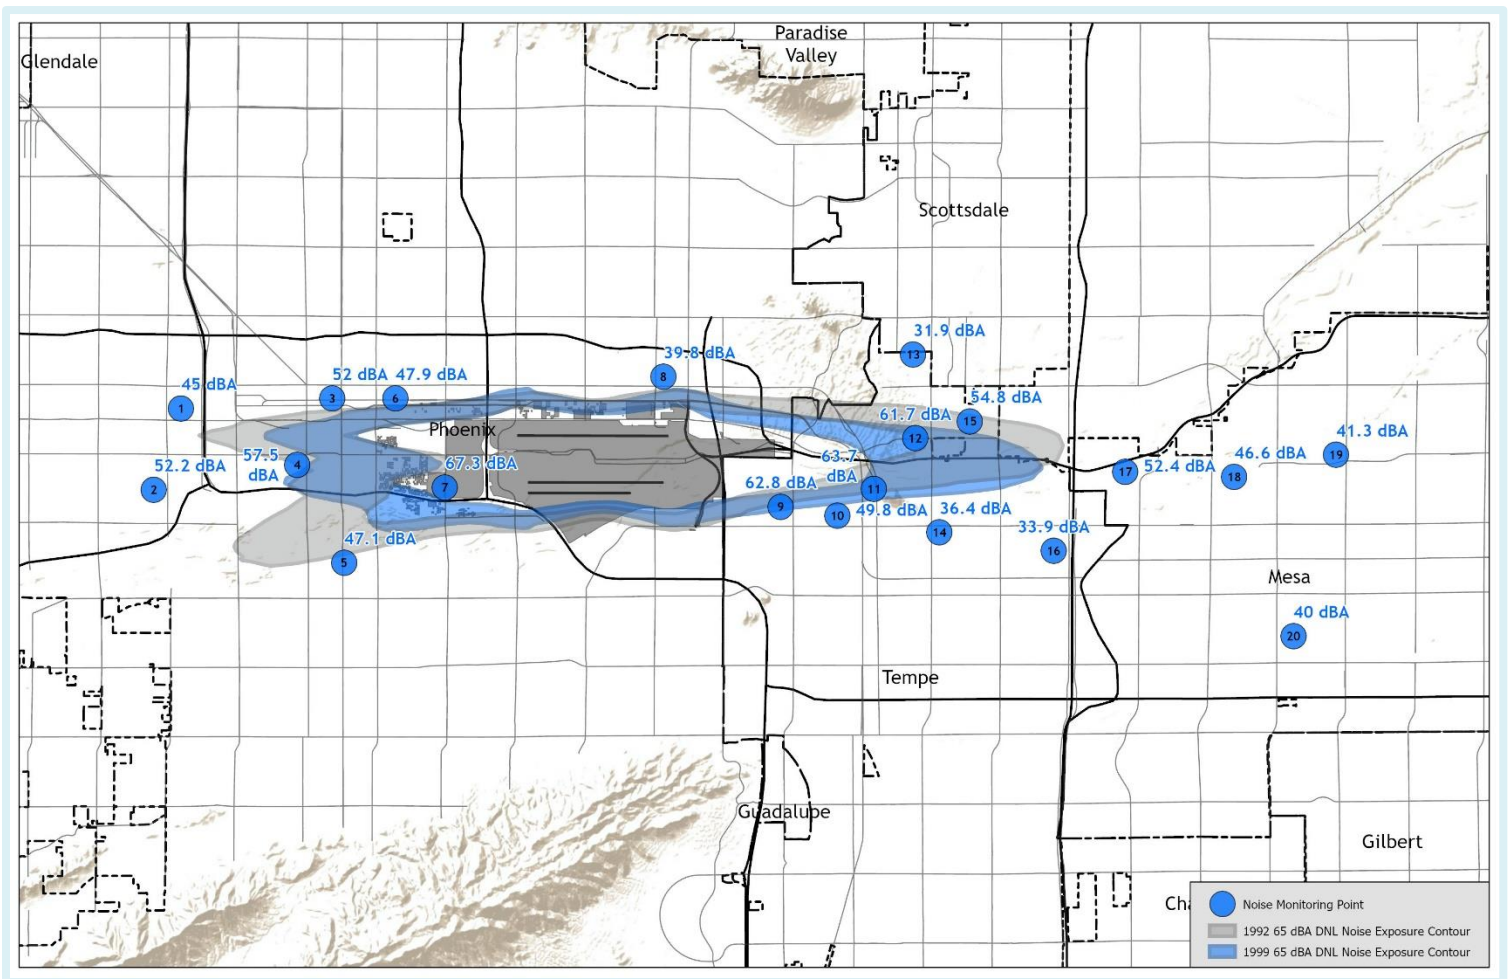 Paradise
Valley
Glendale
Scottsdale
31.9 dBA
13
39.8 dBA
8
52 dBA
3
47.9 dBA
6
45 dBA
1
54.8 dBA
15
61.7 dBA
12
Phoenix
41.3 dBA
19
57.5
dBA
4
67.3 dBA
7
52.2 dBA
2
63.7
dBA
11
46.6 dBA
18
17
52.4 dBA
62.8 dBA
9
10
49.8 dBA
36.4 dBA
14
33.9 dBA
16
47.1 dBA
5
Mesa
40 dBA
20
Tempe
Guadalupe
Gilbert
Cha
Noise Monitoring Point
1992 65 dBA DNL Noise Exposure Contour
1999 65 dBA DNL Noise Exposure Contour